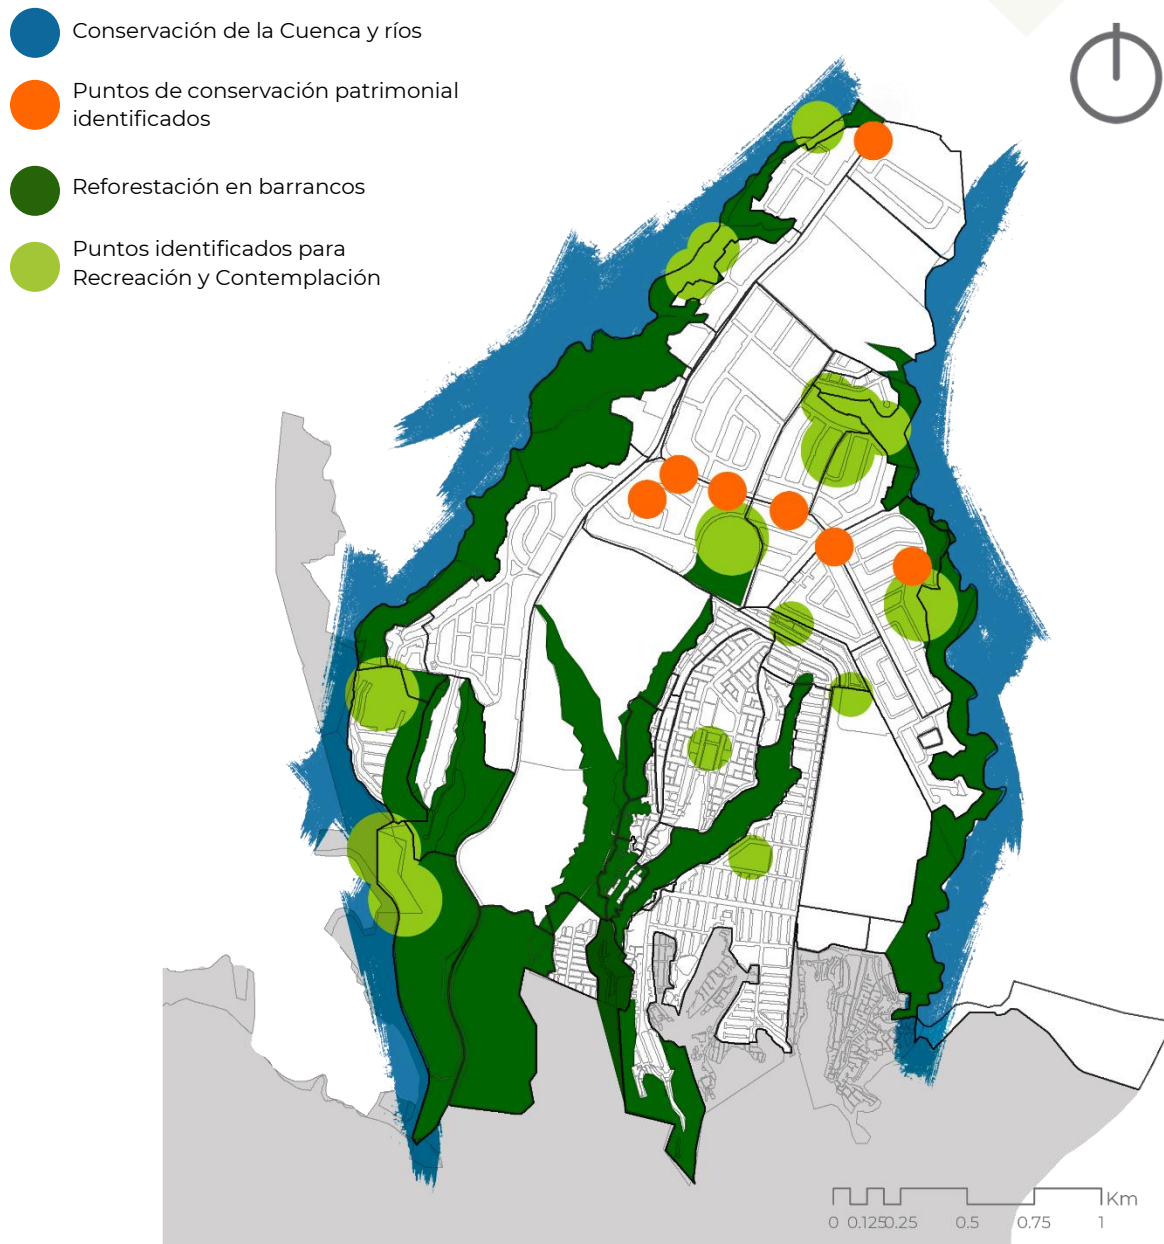 Conservación de la Cuenca y ríos
Puntos de conservación patrimonial
identificados
Reforestación en barrancos
Puntos identificados para
Recreación y Contemplación
Km
0 0.125 0.25 0.5 0.75 1